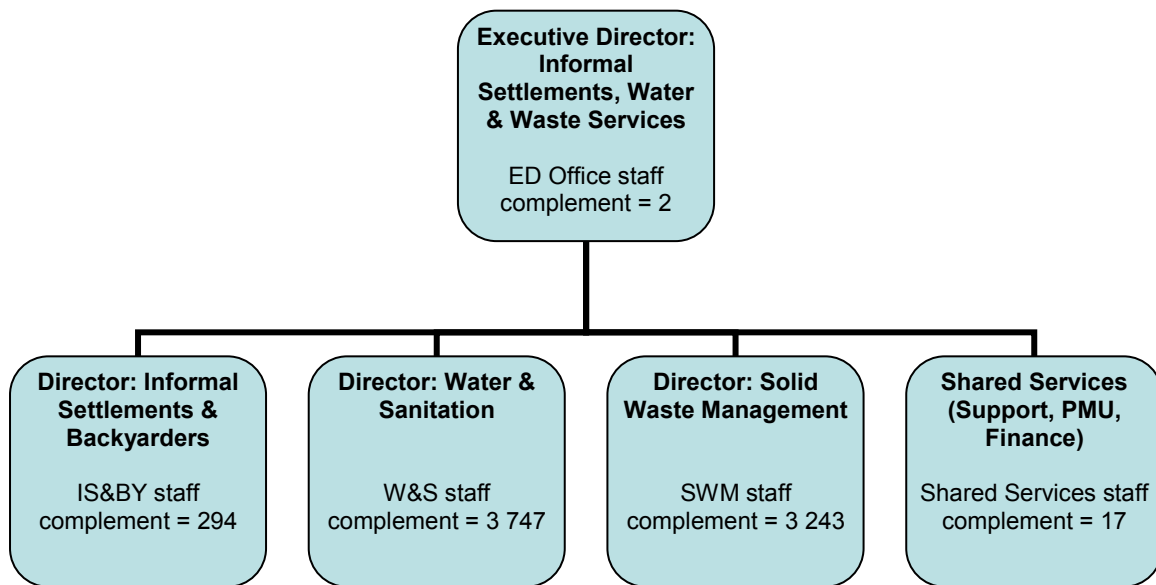 Executive Director:
Informal
Settlements, Water
& Waste Services
ED Office staff
complement = 2
Director: Informal
Settlements &
Backyarders
IS&BY staff
complement = 294
Director: Water &
Sanitation
W&S staff
complement = 3 747
Director: Solid
Waste Management
SWM staff
complement = 3 243
Shared Services
(Support, PMU,
Finance)
Shared Services staff
complement = 17